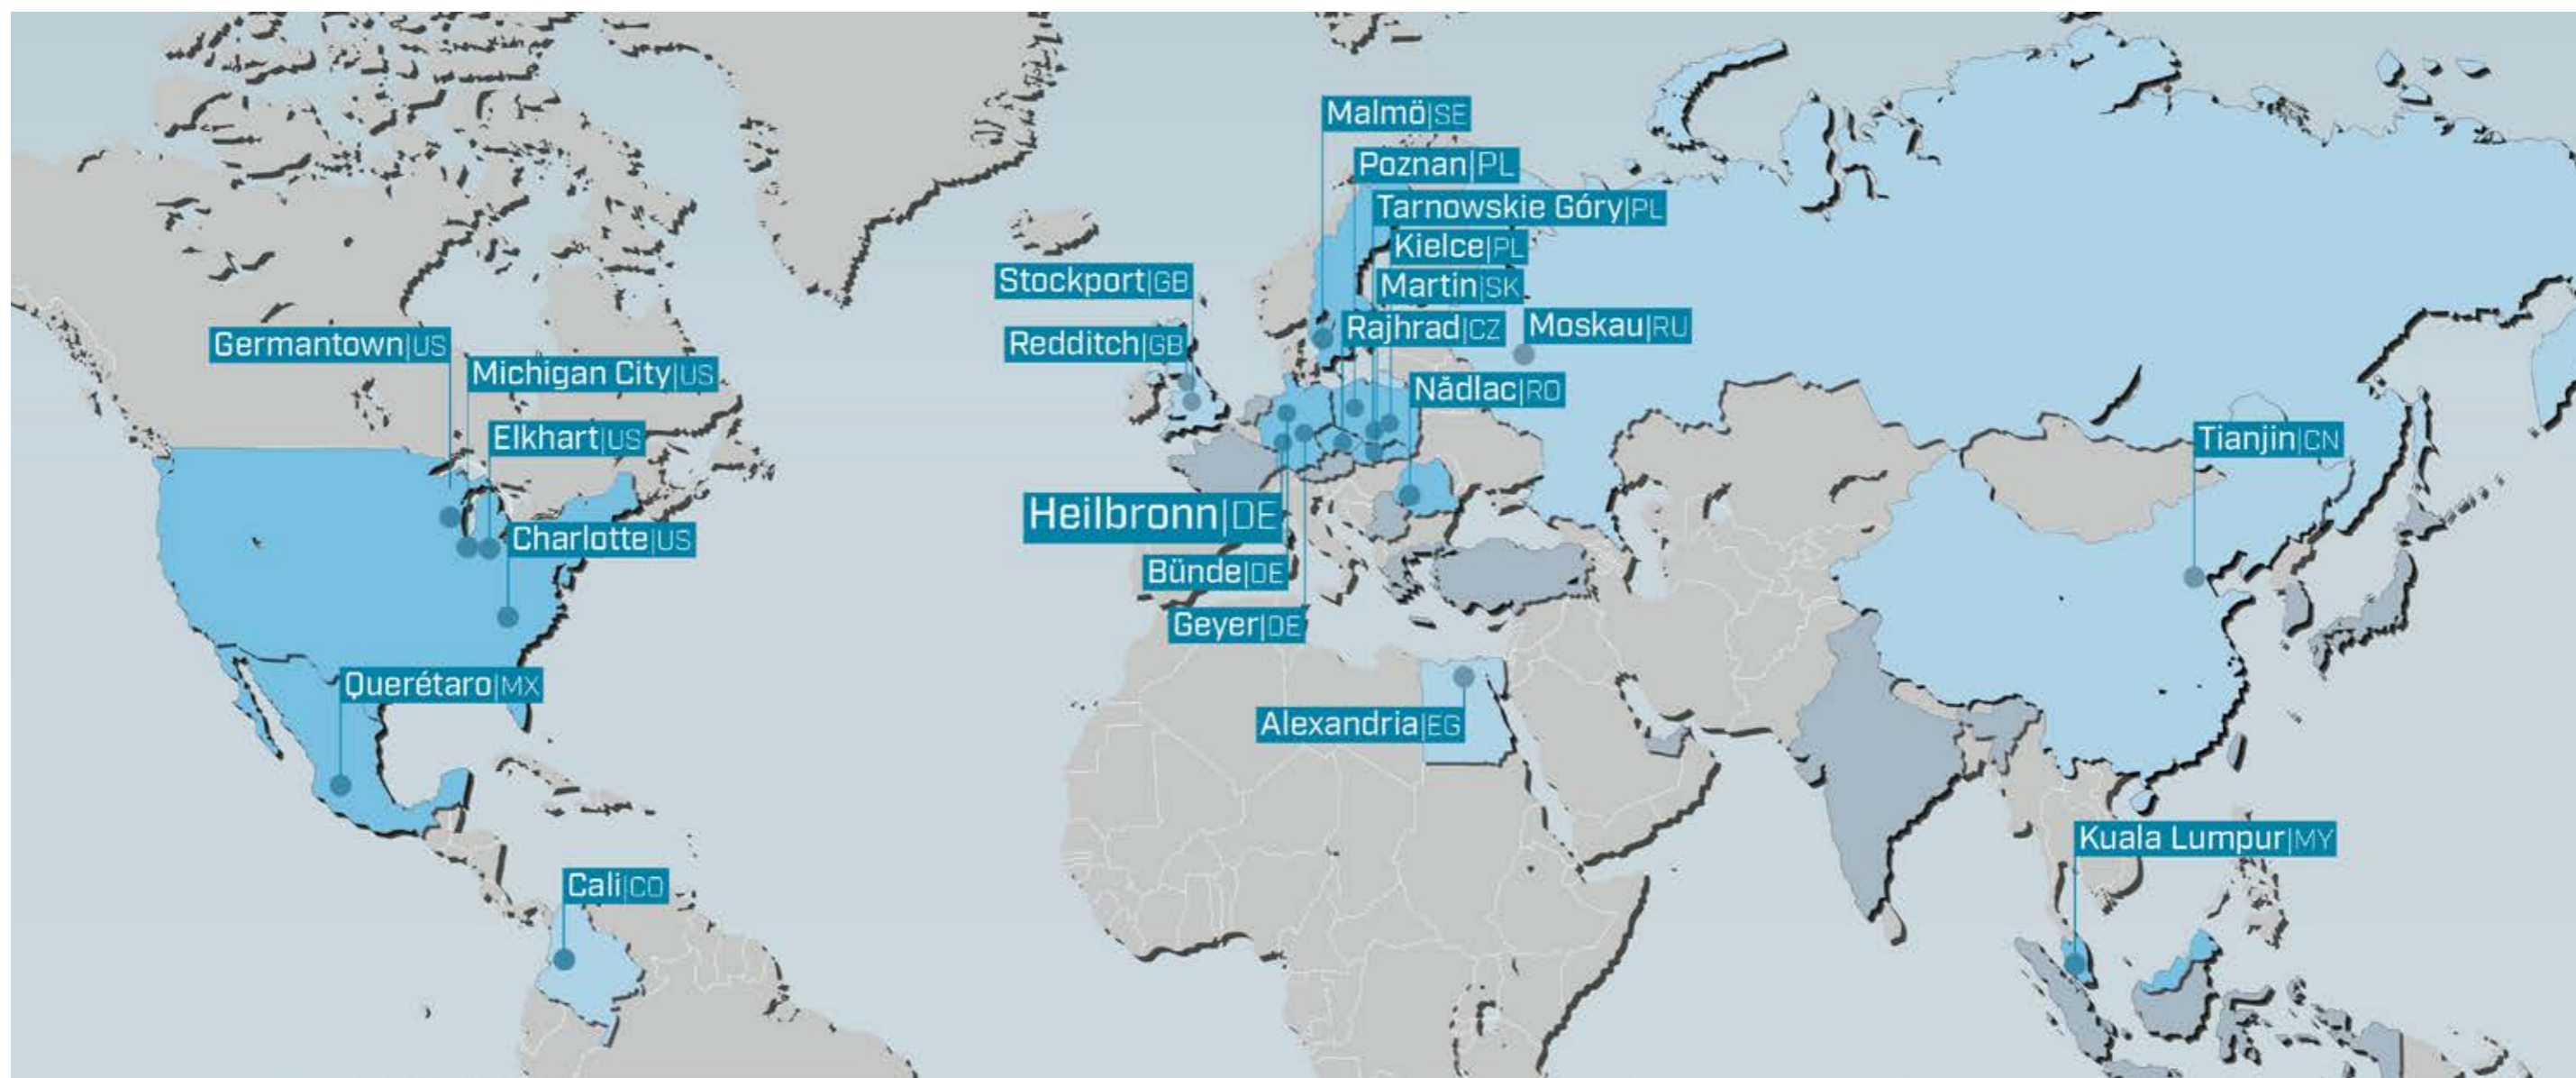 Malmö|SE
Poznan|PL
Tarnowskie Góry|PL
Kielce|PL
Stockport|GB
Martin|SK
Germantown|US
Redditch|GB
Rajhrad|CZ
Moskau|RU
Michigan City|US
Nădlac|RO
Elkhart|US
Tianjin|CN
Heilbronn|DE
Charlotte|US
Bünde|DE
Geyer|DE
Querétaro|MX
Alexandria|EG
Kuala Lumpur|MY
Cali|CO